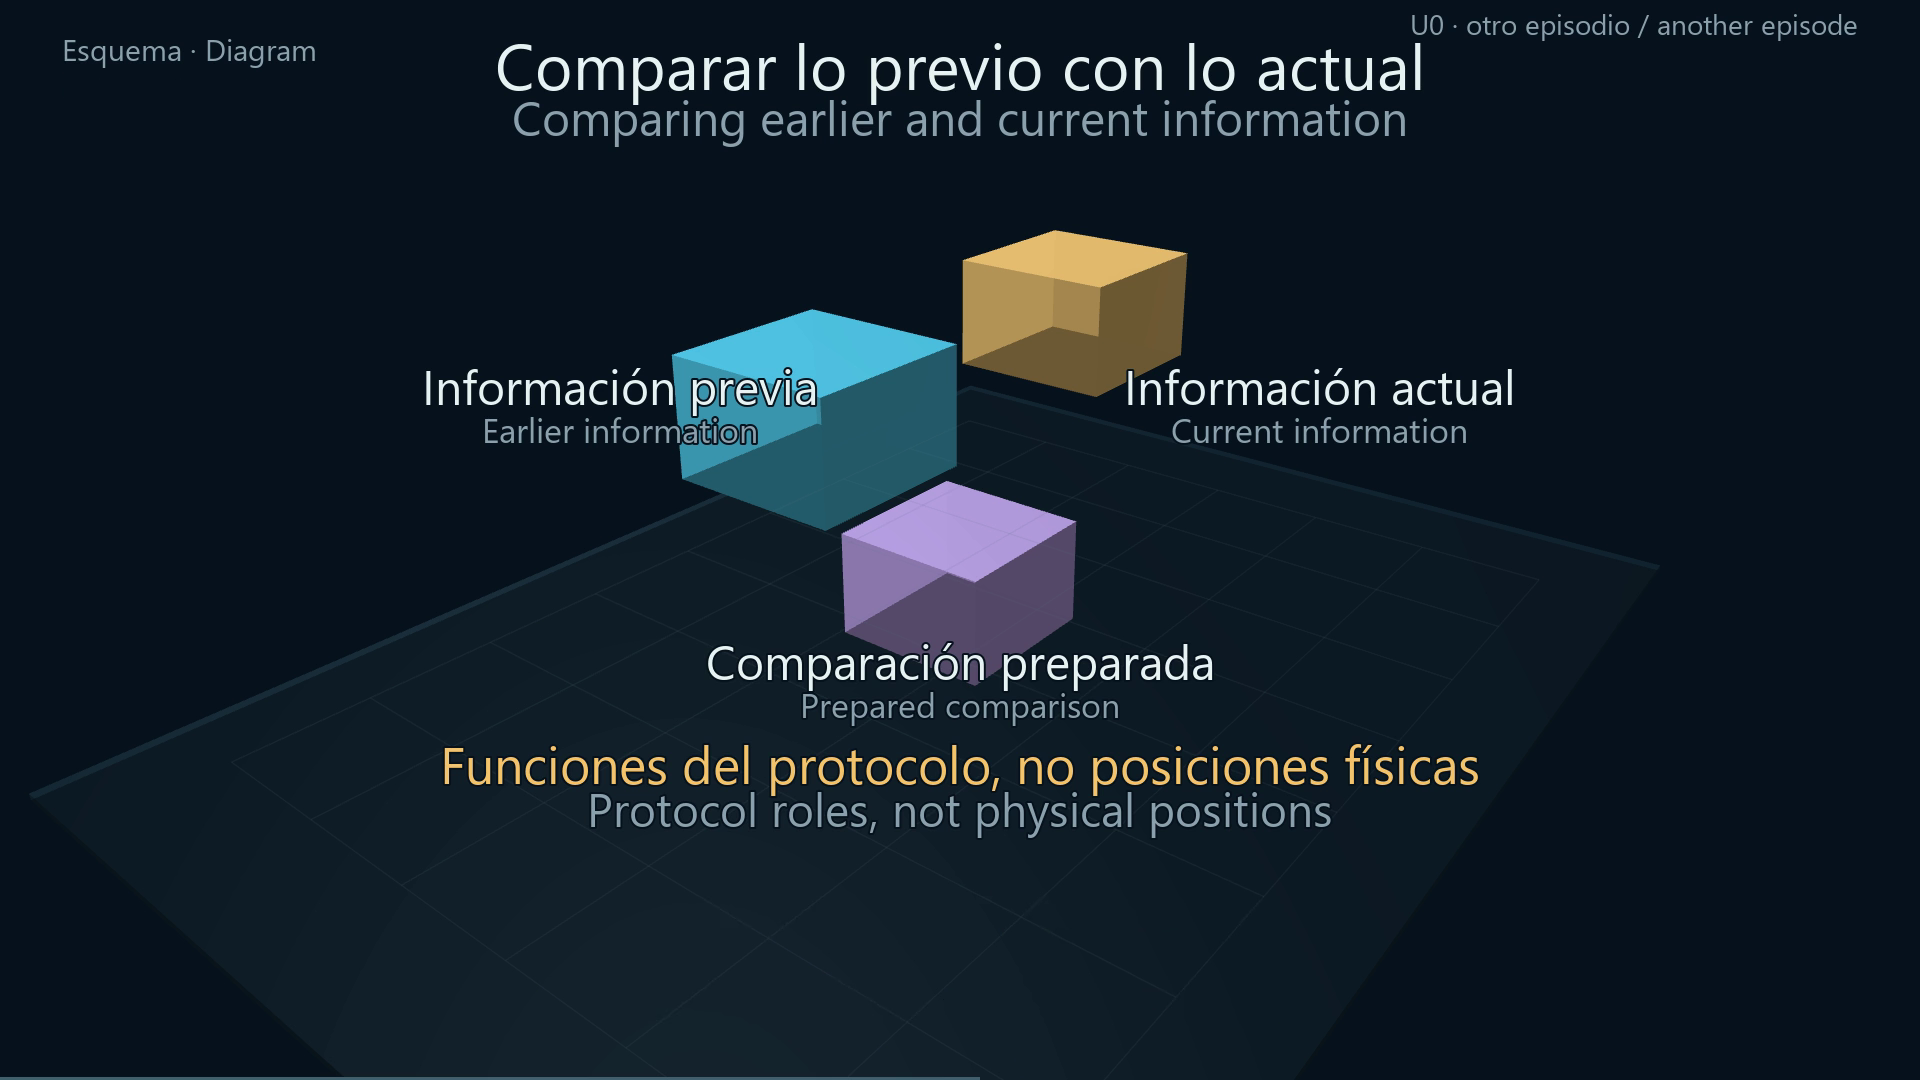 Esquema · Diagram
U0 · otro episodio / another episode
Comparar lo previo con lo actual
Comparing earlier and current information
Información previa
Earlier information
Información actual
Current information
Comparación preparada
Prepared comparison
Funciones del protocolo, no posiciones físicas
Protocol roles, not physical positions